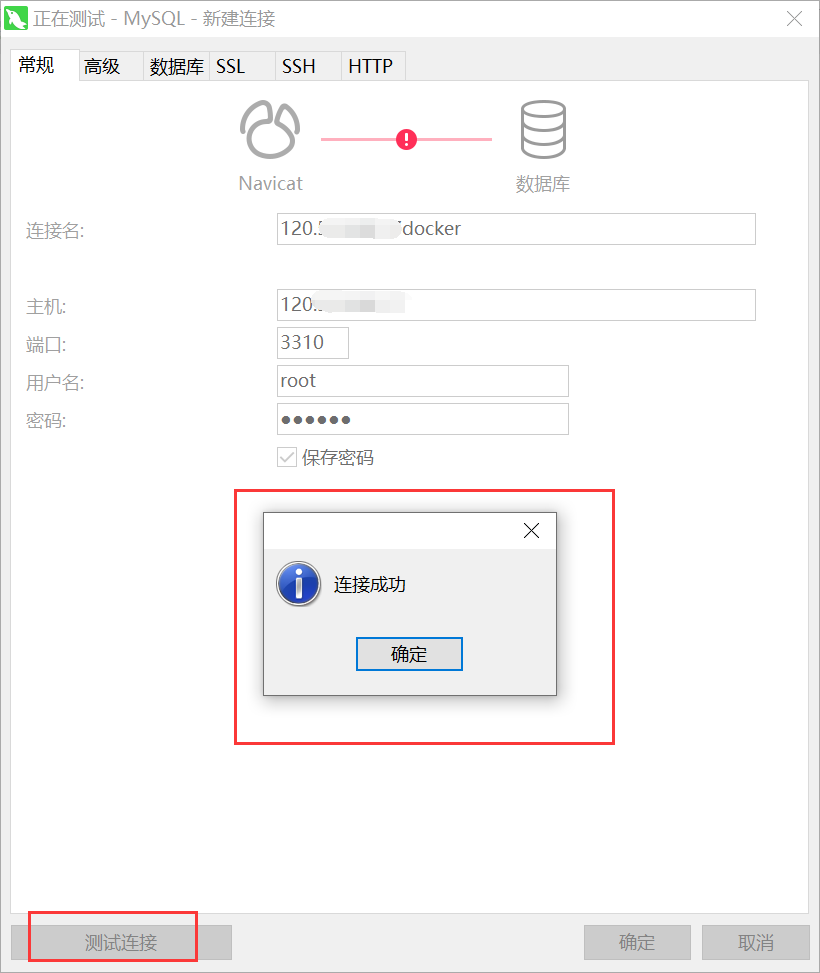 正在测试 - MySQL - 新建连接
常规 高级 数据库 SSL SSH HTTP
Navicat 数据库
连接名: 120. docker
主机: 120.
端口: 3310
用户名: root
密码: ●●●●●●
保存密码
连接成功
确定
测试连接 确定 取消